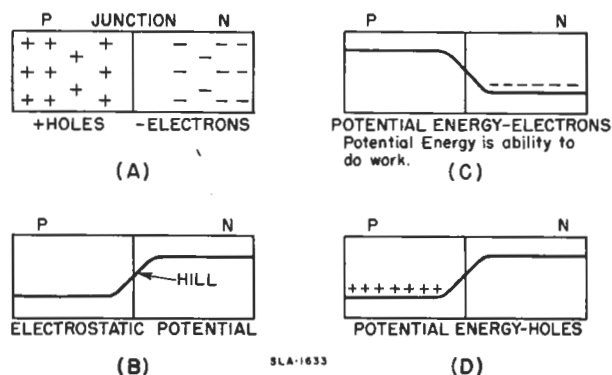 P JUNCTION N
+HOLES -ELECTRONS
(A)
POTENTIAL ENERGY-ELECTRONS
Potential Energy is ability to
do work.
(C)
P N
HILL
ELECTROSTATIC POTENTIAL
(B)
SLA-1633
P N
+ + + + + + +
POTENTIAL ENERGY-HOLES
(D)